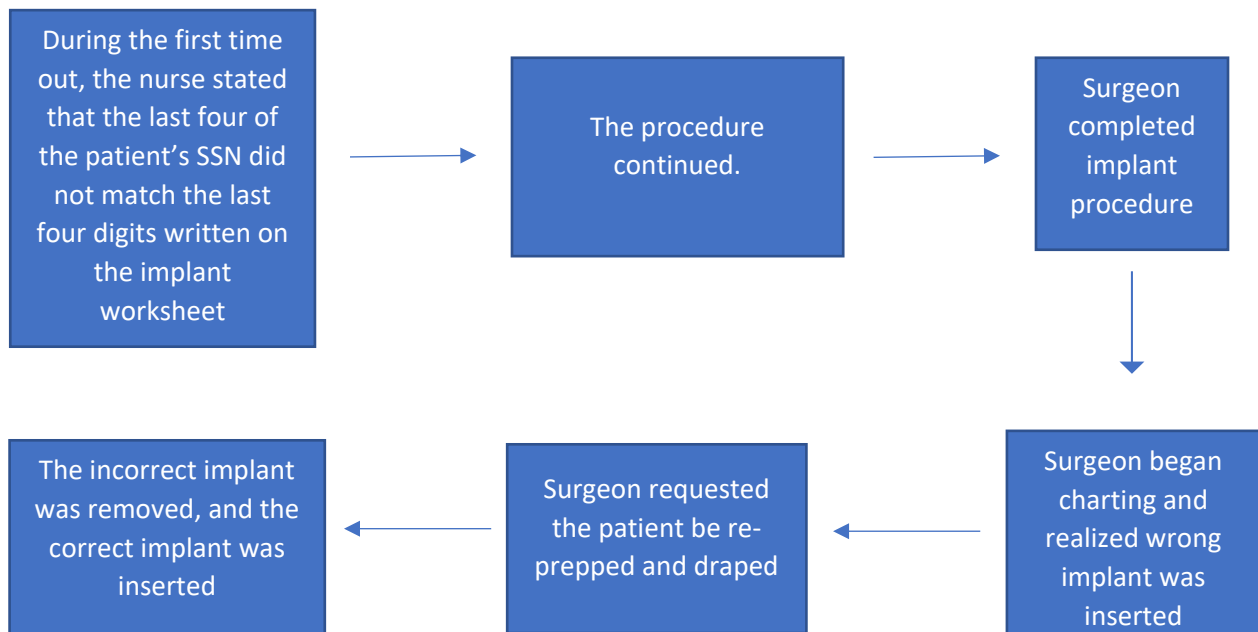 During the first time
out, the nurse stated
that the last four of
the patient’s SSN did
not match the last
four digits written on
the implant
worksheet
The procedure
continued.
Surgeon
completed
implant
procedure
Surgeon began
charting and
realized wrong
implant was
inserted
Surgeon requested
the patient be re-
prepped and draped
The incorrect implant
was removed, and the
correct implant was
inserted